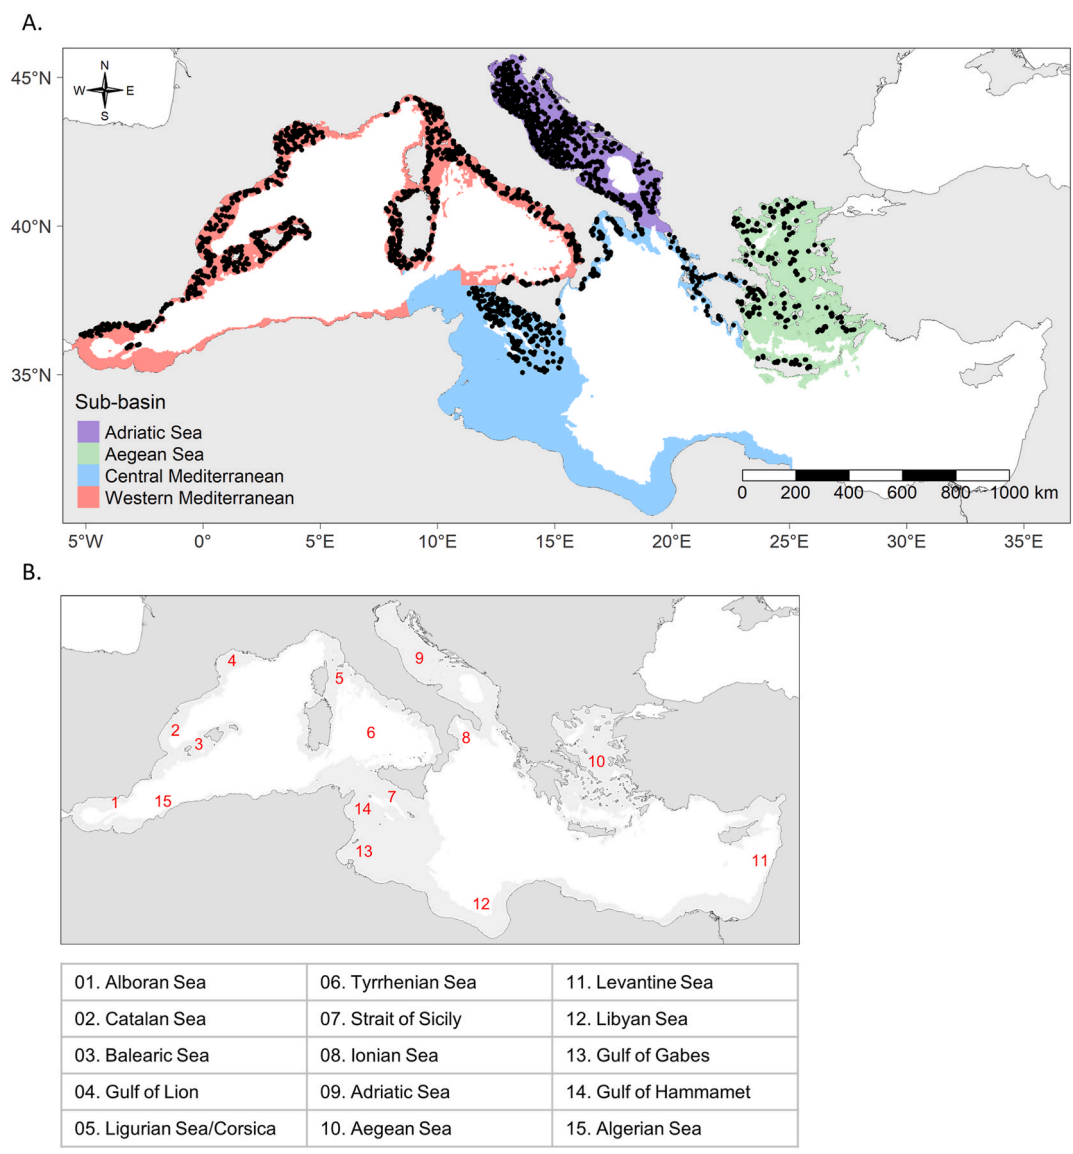 A.
45°N
40°N
35°N
N
W E
S
Sub-basin
Adriatic Sea
Aegean Sea
Central Mediterranean
Western Mediterranean
0 200 400 600 800 1000 km
5°W 0° 5°E 10°E 15°E 20°E 25°E 30°E 35°E
B.
4
9
5
2
3
6
8
10
1
15
7
14
13
11
12
01. Alboran Sea 06. Tyrrhenian Sea 11. Levantine Sea
02. Catalan Sea 07. Strait of Sicily 12. Libyan Sea
03. Balearic Sea 08. Ionian Sea 13. Gulf of Gabes
04. Gulf of Lion 09. Adriatic Sea 14. Gulf of Hammamet
05. Ligurian Sea/Corsica 10. Aegean Sea 15. Algerian Sea